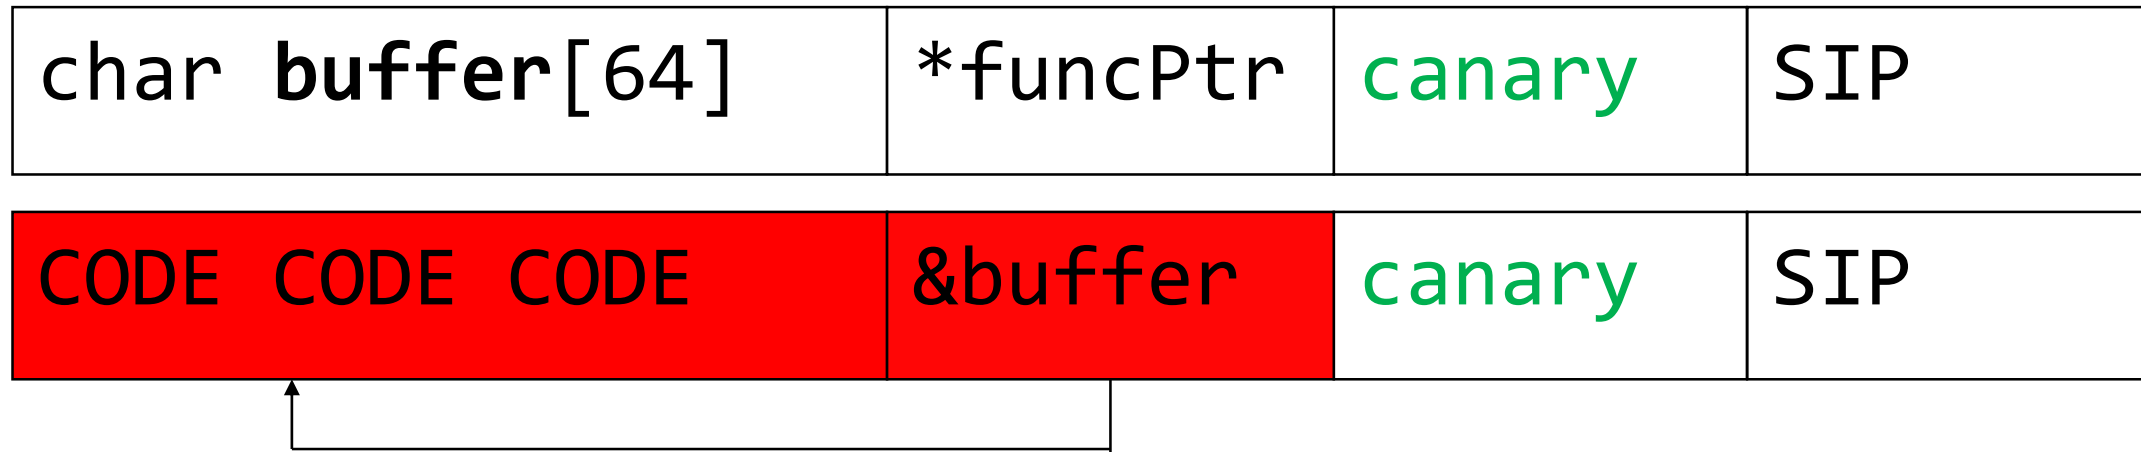 char buffer[64] *funcPtr canary SIP
CODE CODE CODE &buffer canary SIP